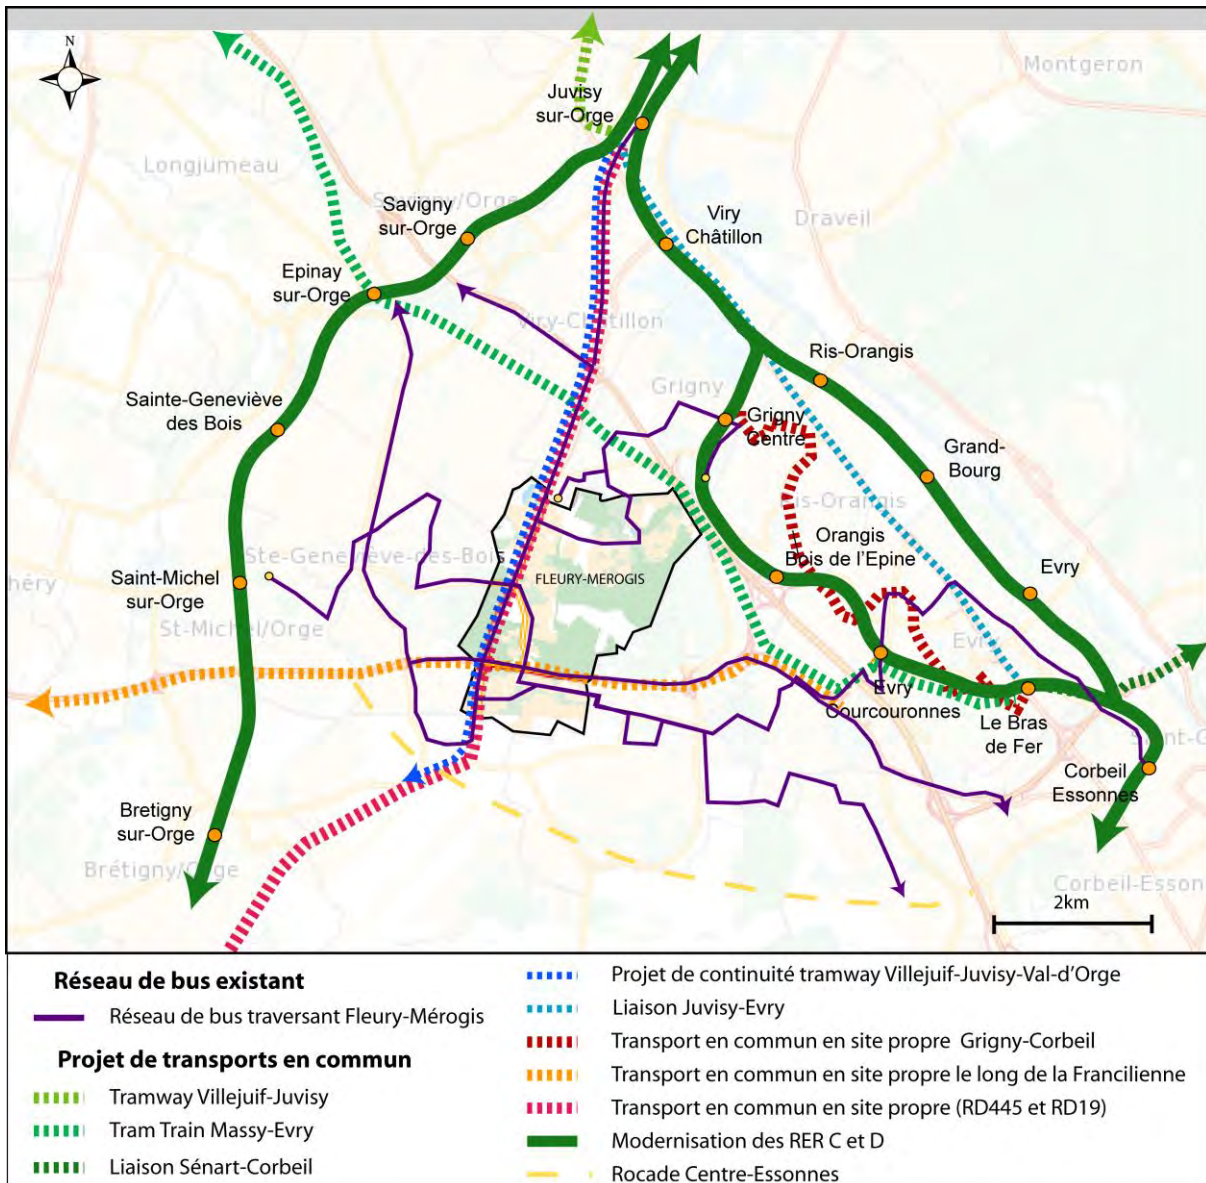 N
Montgeron
Juvisy
sur-Orge
Longjumeau
Savigny/Orge
Savigny
sur-Orge
Viry
Châtillon
Draveil
Epinay
sur-Orge
Viry-Chatillon
Ris-Orangis
Grigny
Sainte-Geneviève
des Bois
Grigny
Centre
Grand-
Bourg
Ris-Orangis
Orangis
Bois de l'Epine
Ste-Geneviève-des-Bois
FLEURY-MEROGIS
héry
Saint-Michel
sur-Orge
Evry
St-Michel/Orge
Evry
Evry
Courcouronnes
Le Bras
de Fer
Saint-G
Corbeil
Essonnes
Bretigny
sur-Orge
Brétigny/Orge
Corbeil-Esson
2km
Réseau de bus existant
Réseau de bus traversant Fleury-Mérogis
Projet de transports en commun
Tramway Villejuif-Juvisy
Tram Train Massy-Evry
Liaison Sénart-Corbeil
Projet de continuité tramway Villejuif-Juvisy-Val-d'Orge
Liaison Juvisy-Evry
Transport en commun en site propre Grigny-Corbeil
Transport en commun en site propre le long de la Francilienne
Transport en commun en site propre (RD445 et RD19)
Modernisation des RER C et D
Rocade Centre-Essonnes